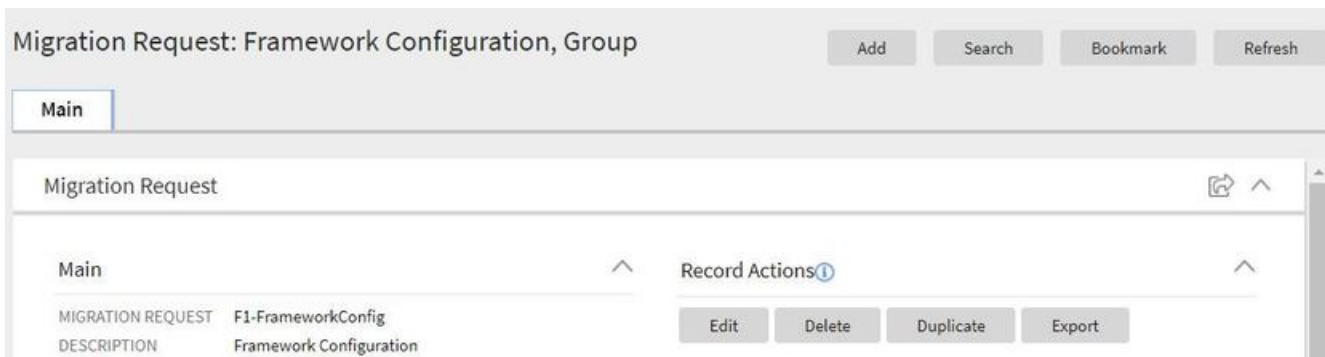 Migration Request: Framework Configuration, Group
Add Search Bookmark Refresh
Main
Migration Request
Main
MIGRATION REQUEST F1-FrameworkConfig
DESCRIPTION Framework Configuration
Record Actions
Edit Delete Duplicate Export